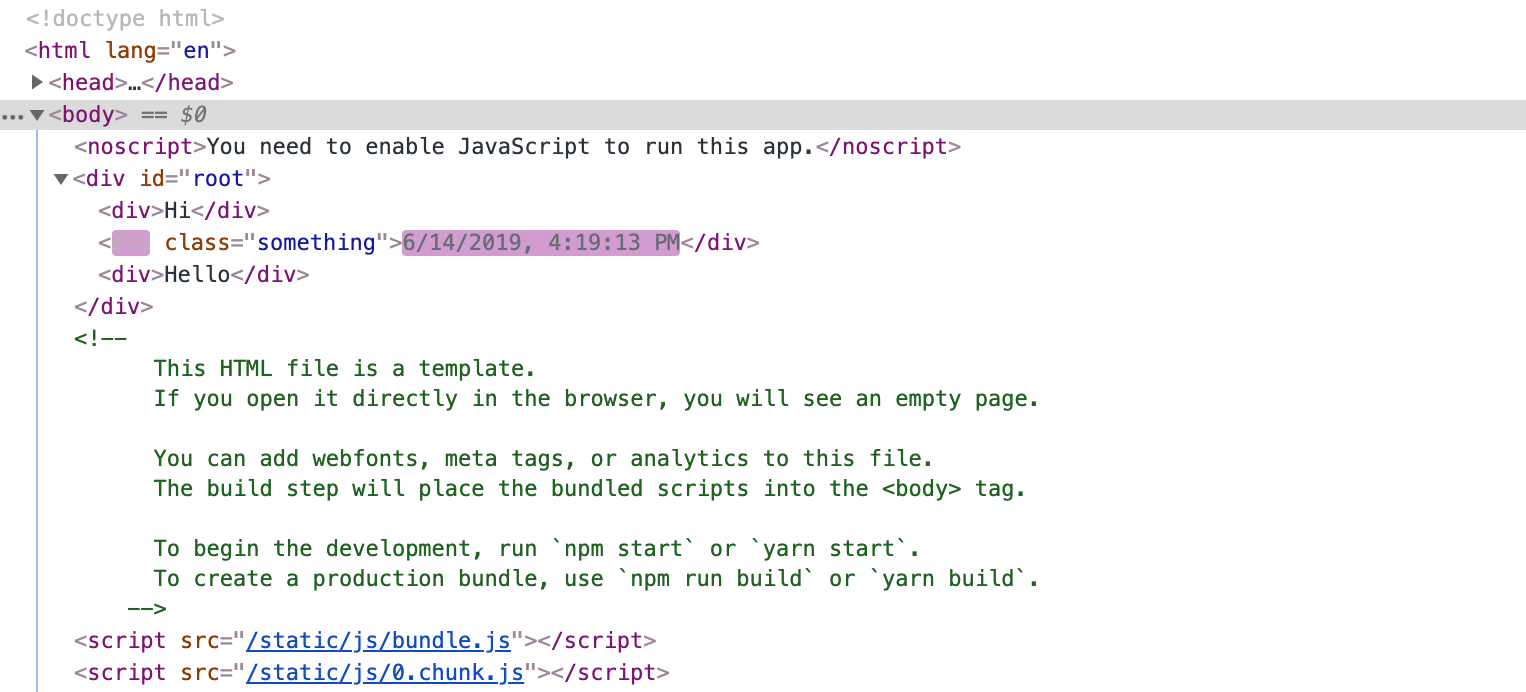 <!doctype html>
<html lang="en">
<head>…</head>
<body> == $0
<noscript>You need to enable JavaScript to run this app.</noscript>
<div id="root">
<div>Hi</div>
<div class="something">6/14/2019, 4:19:13 PM</div>
<div>Hello</div>
</div>
<!--
This HTML file is a template.
If you open it directly in the browser, you will see an empty page.
You can add webfonts, meta tags, or analytics to this file.
The build step will place the bundled scripts into the <body> tag.
To begin the development, run `npm start` or `yarn start`.
To create a production bundle, use `npm run build` or `yarn build`.
-->
<script src="/static/js/bundle.js"></script>
<script src="/static/js/0.chunk.js"></script>